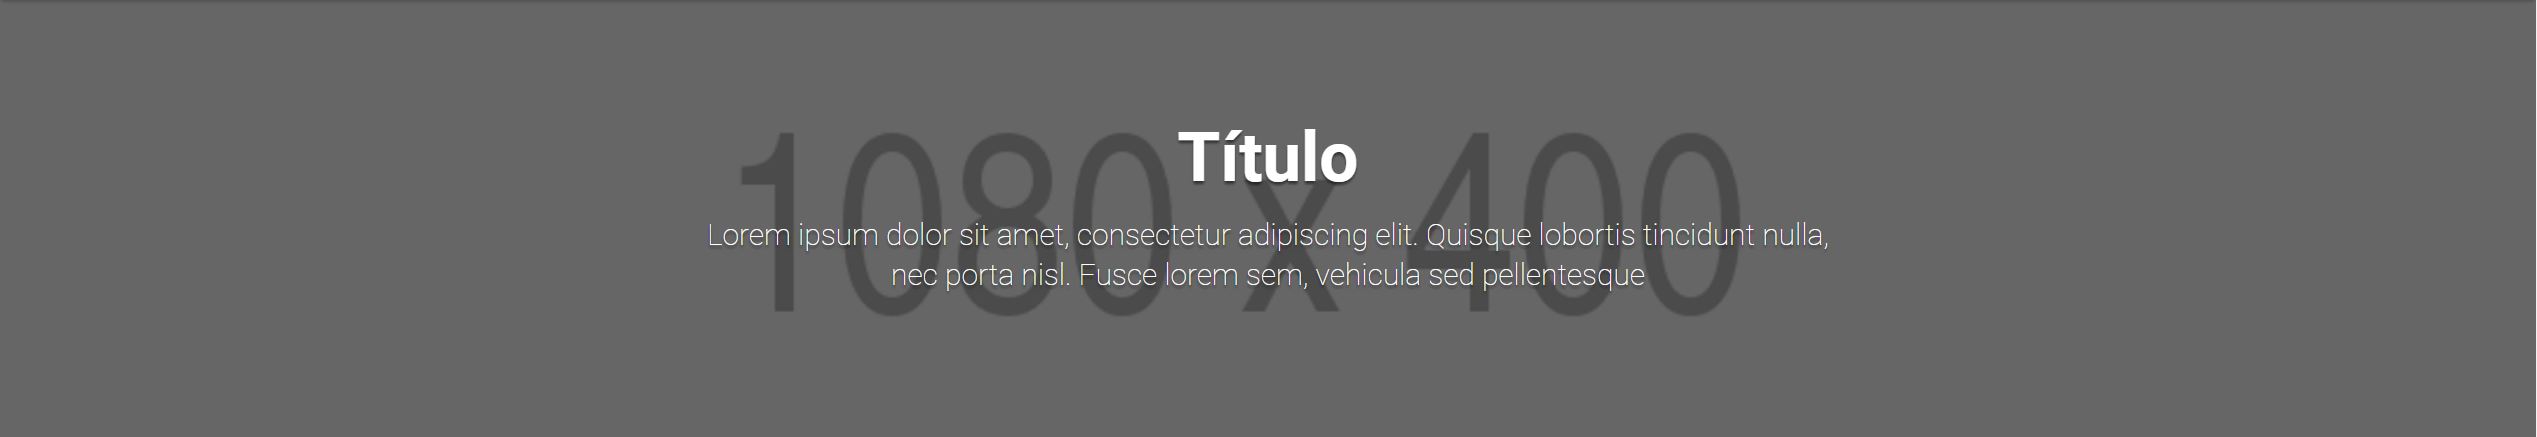 1080 x 400
Título
Lorem ipsum dolor sit amet, consectetur adipiscing elit. Quisque lobortis tincidunt nulla,
nec porta nisl. Fusce lorem sem, vehicula sed pellentesque